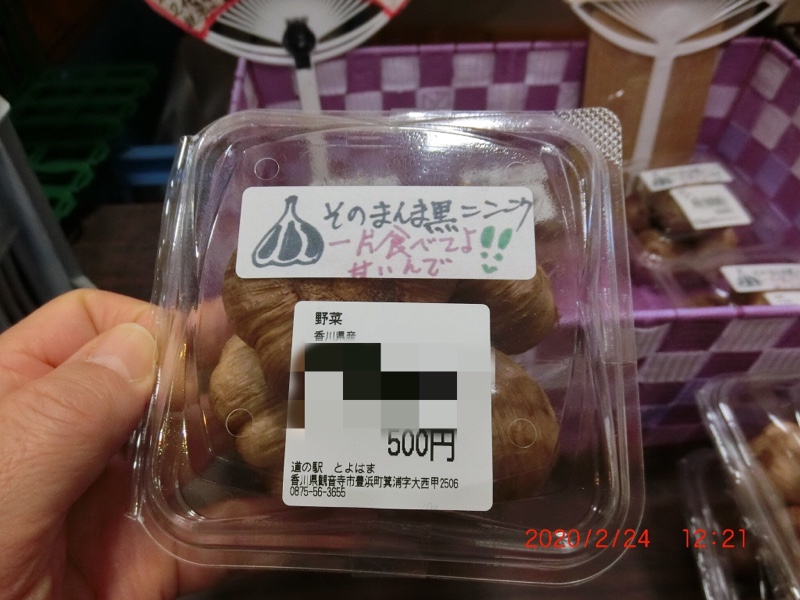 そのまんま黒ニンニク
一片食べてよ!!
甘いんで
野菜
香川県産
500円
道の駅 とよはま
香川県観音寺市豊浜町箕浦字大西甲2506
0875-56-3655
2020/2/24 12:21